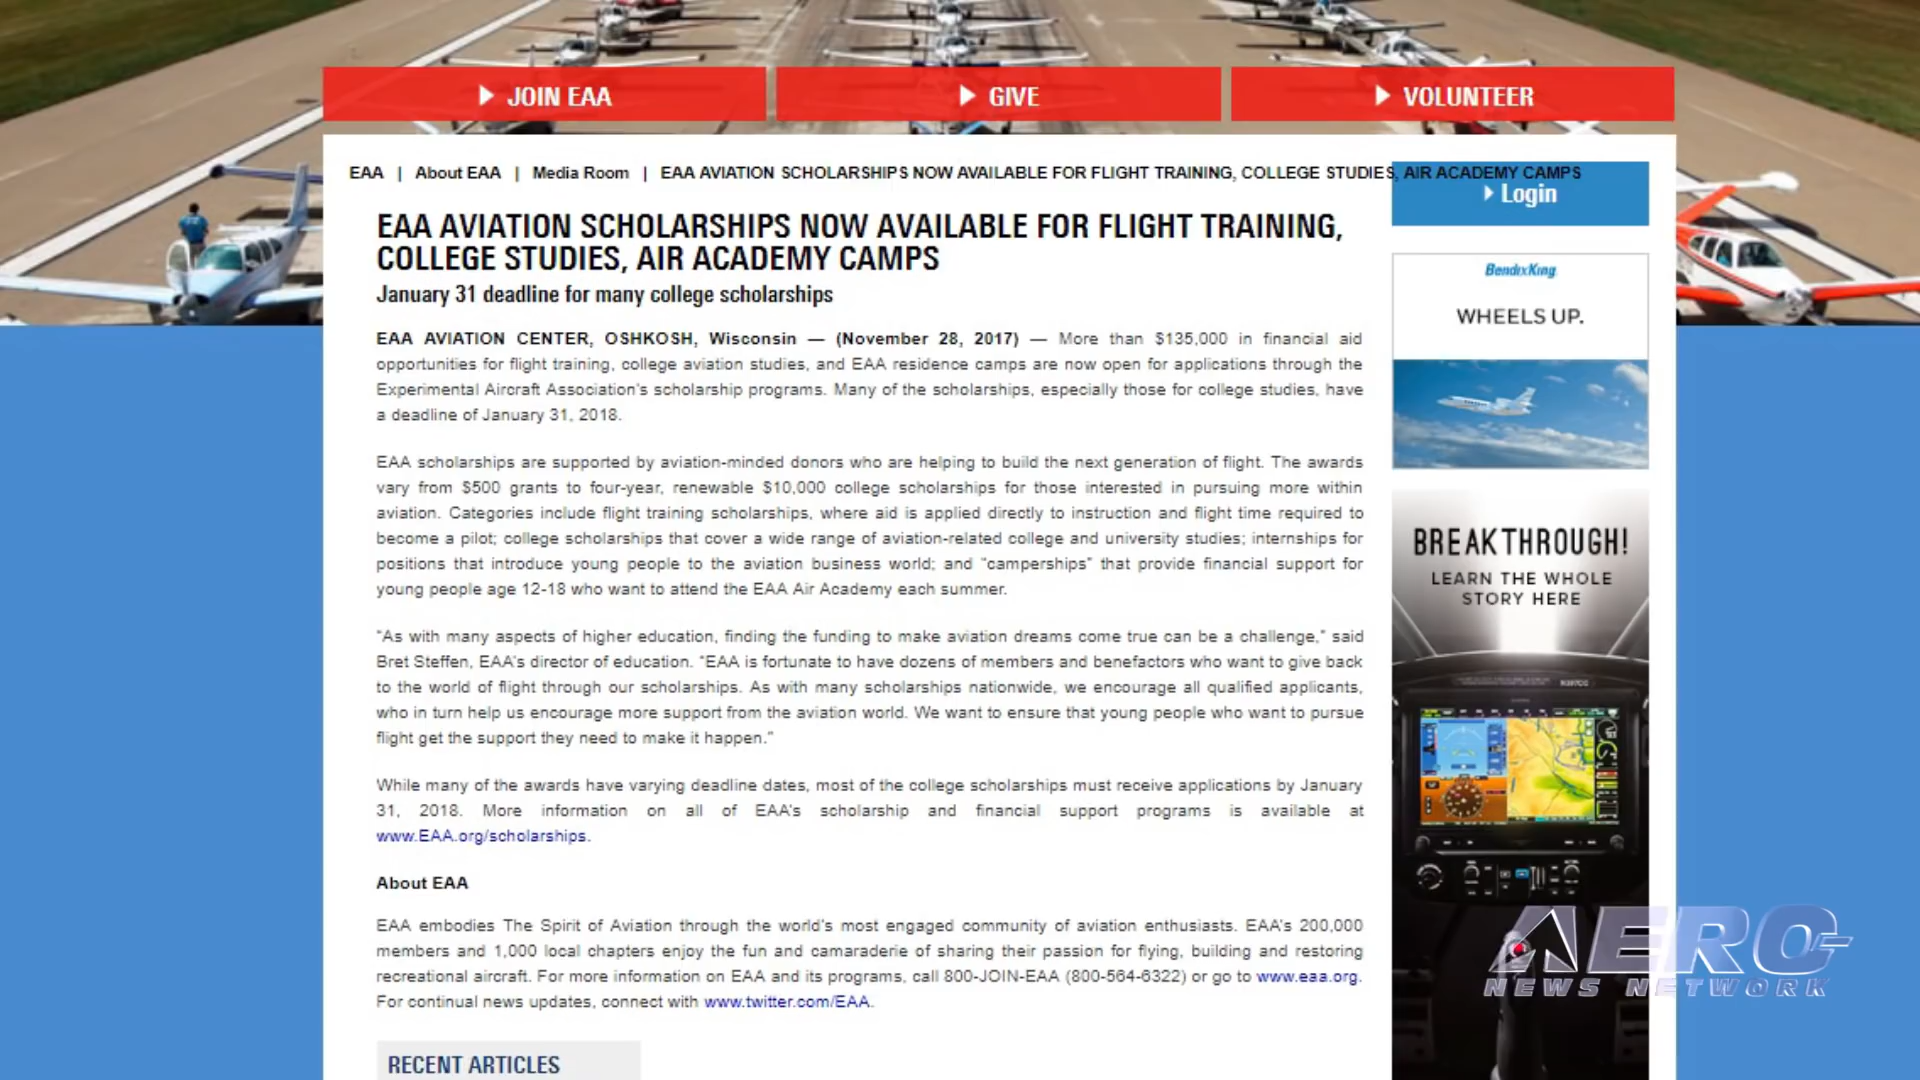 JOIN EAA
GIVE
VOLUNTEER
EAA | About EAA | Media Room | EAA AVIATION SCHOLARSHIPS NOW AVAILABLE FOR FLIGHT TRAINING, COLLEGE STUDIES, AIR ACADEMY CAMPS
Login
EAA AVIATION SCHOLARSHIPS NOW AVAILABLE FOR FLIGHT TRAINING,
COLLEGE STUDIES, AIR ACADEMY CAMPS
January 31 deadline for many college scholarships
EAA AVIATION CENTER, OSHKOSH, Wisconsin — (November 28, 2017) — More than $135,000 in financial aid
opportunities for flight training, college aviation studies, and EAA residence camps are now open for applications through the
Experimental Aircraft Association's scholarship programs. Many of the scholarships, especially those for college studies, have
a deadline of January 31, 2018.
EAA scholarships are supported by aviation-minded donors who are helping to build the next generation of flight. The awards
vary from $500 grants to four-year, renewable $10,000 college scholarships for those interested in pursuing more within
aviation. Categories include flight training scholarships, where aid is applied directly to instruction and flight time required to
become a pilot; college scholarships that cover a wide range of aviation-related college and university studies; internships for
positions that introduce young people to the aviation business world; and "camperships" that provide financial support for
young people age 12-18 who want to attend the EAA Air Academy each summer.
"As with many aspects of higher education, finding the funding to make aviation dreams come true can be a challenge," said
Bret Steffen, EAA's director of education. "EAA is fortunate to have dozens of members and benefactors who want to give back
to the world of flight through our scholarships. As with many scholarships nationwide, we encourage all qualified applicants,
who in turn help us encourage more support from the aviation world. We want to ensure that young people who want to pursue
flight get the support they need to make it happen."
While many of the awards have varying deadline dates, most of the college scholarships must receive applications by January
31, 2018. More information on all of EAA's scholarship and financial support programs is available at
www.EAA.org/scholarships.
About EAA
EAA embodies The Spirit of Aviation through the world's most engaged community of aviation enthusiasts. EAA's 200,000
members and 1,000 local chapters enjoy the fun and camaraderie of sharing their passion for flying, building and restoring
recreational aircraft. For more information on EAA and its programs, call 800-JOIN-EAA (800-564-6322) or go to www.eaa.org.
For continual news updates, connect with www.twitter.com/EAA.
RECENT ARTICLES
BendixKing
WHEELS UP.
BREAKTHROUGH!
LEARN THE WHOLE
STORY HERE
AERO-
NEWS NETWORK